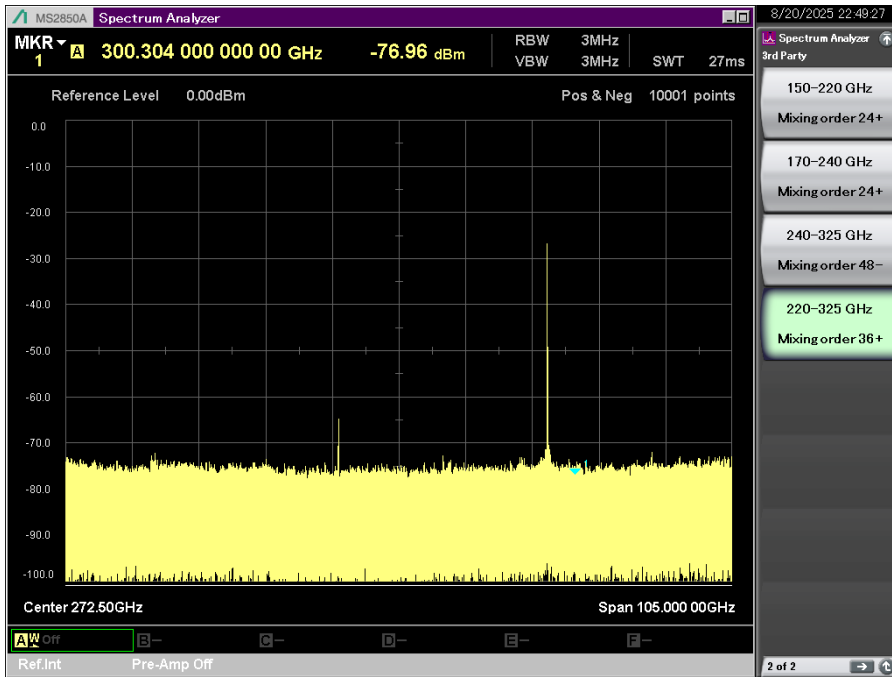 MS2850A Spectrum Analyzer
8/20/2025 22:49:27
MKR A 300.304 000 000 00 GHz -76.96 dBm RBW 3MHz
1 VBW 3MHz SWT 27ms
Reference Level 0.00dBm Pos & Neg 10001 points
0.0
-10.0
-20.0
-30.0
-40.0
-50.0
-60.0
-70.0
-80.0
-90.0
-100.0
1
Center 272.50GHz Span 105.000 00GHz
A W Off B- C- D- E- F-
Ref.Int Pre-Amp Off
Spectrum Analyzer
3rd Party
150-220 GHz
Mixing order 24+
170-240 GHz
Mixing order 24+
240-325 GHz
Mixing order 48-
220-325 GHz
Mixing order 36+
2 of 2